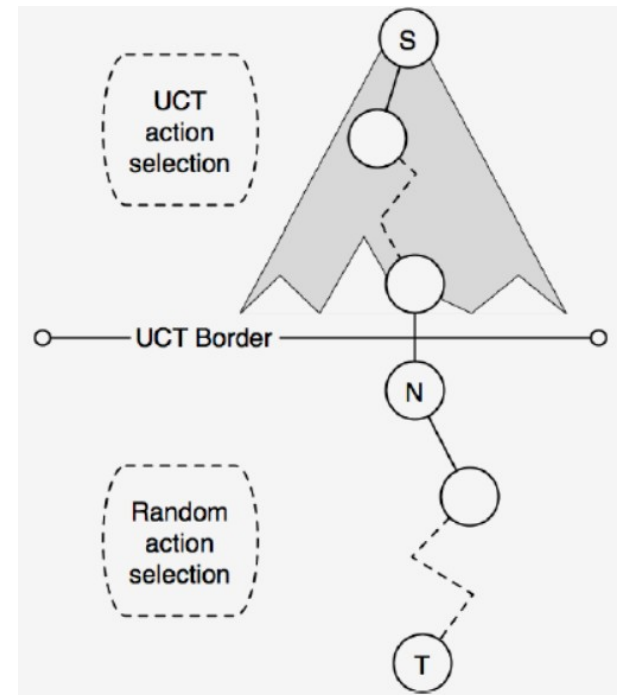 S
UCT
action
selection
UCT Border
N
Random
action
selection
T